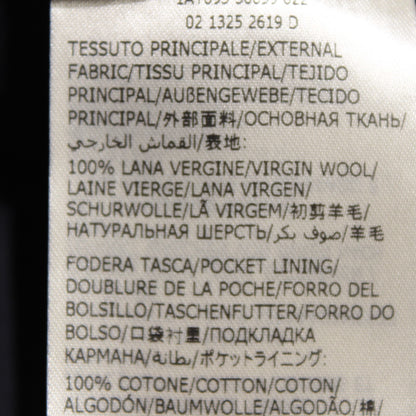 02 1325 2619 D
TESSUTO PRINCIPALE/EXTERNAL
FABRIC/TISSU PRINCIPAL/TEJIDO
PRINCIPAL/AUßENGEWEBE/TECIDO
PRINCIPAL/外部面料/ОСНОВНАЯ ТКАНЬ/
القماش الخارجي/表地:
100% LANA VERGINE/VIRGIN WOOL/
LAINE VIERGE/LANA VIRGEN/
SCHURWOLLE/LÃ VIRGEM/初剪羊毛/
НАТУРАЛЬНАЯ ШЕРСТЬ/صوف بكر/羊毛
FODERA TASCA/POCKET LINING/
DOUBLURE DE LA POCHE/FORRO DEL
BOLSILLO/TASCHENFUTTER/FORRO DO
BOLSO/口袋衬里/ПОДКЛАДКА
КАРМАНА/بطانة/ポケットライニング:
100% COTONE/COTTON/COTON/
ALGODÓN/BAUMWOLLE/ALGODÃO/棉/